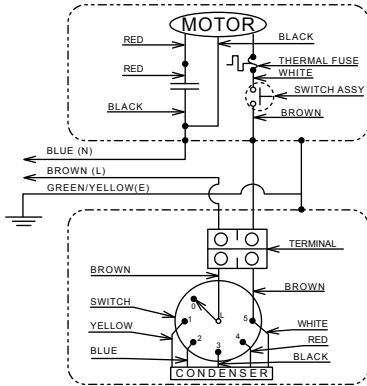 MOTOR
RED
BLACK
THERMAL FUSE
RED
WHITE
SWITCH ASSY
BLACK
BROWN
BLUE (N)
BROWN (L)
GREEN/YELLOW(E)
TERMINAL
BROWN
BROWN
SWITCH
0
L
1
5
WHITE
YELLOW
2
4
RED
3
BLUE
BLACK
CONDENSER